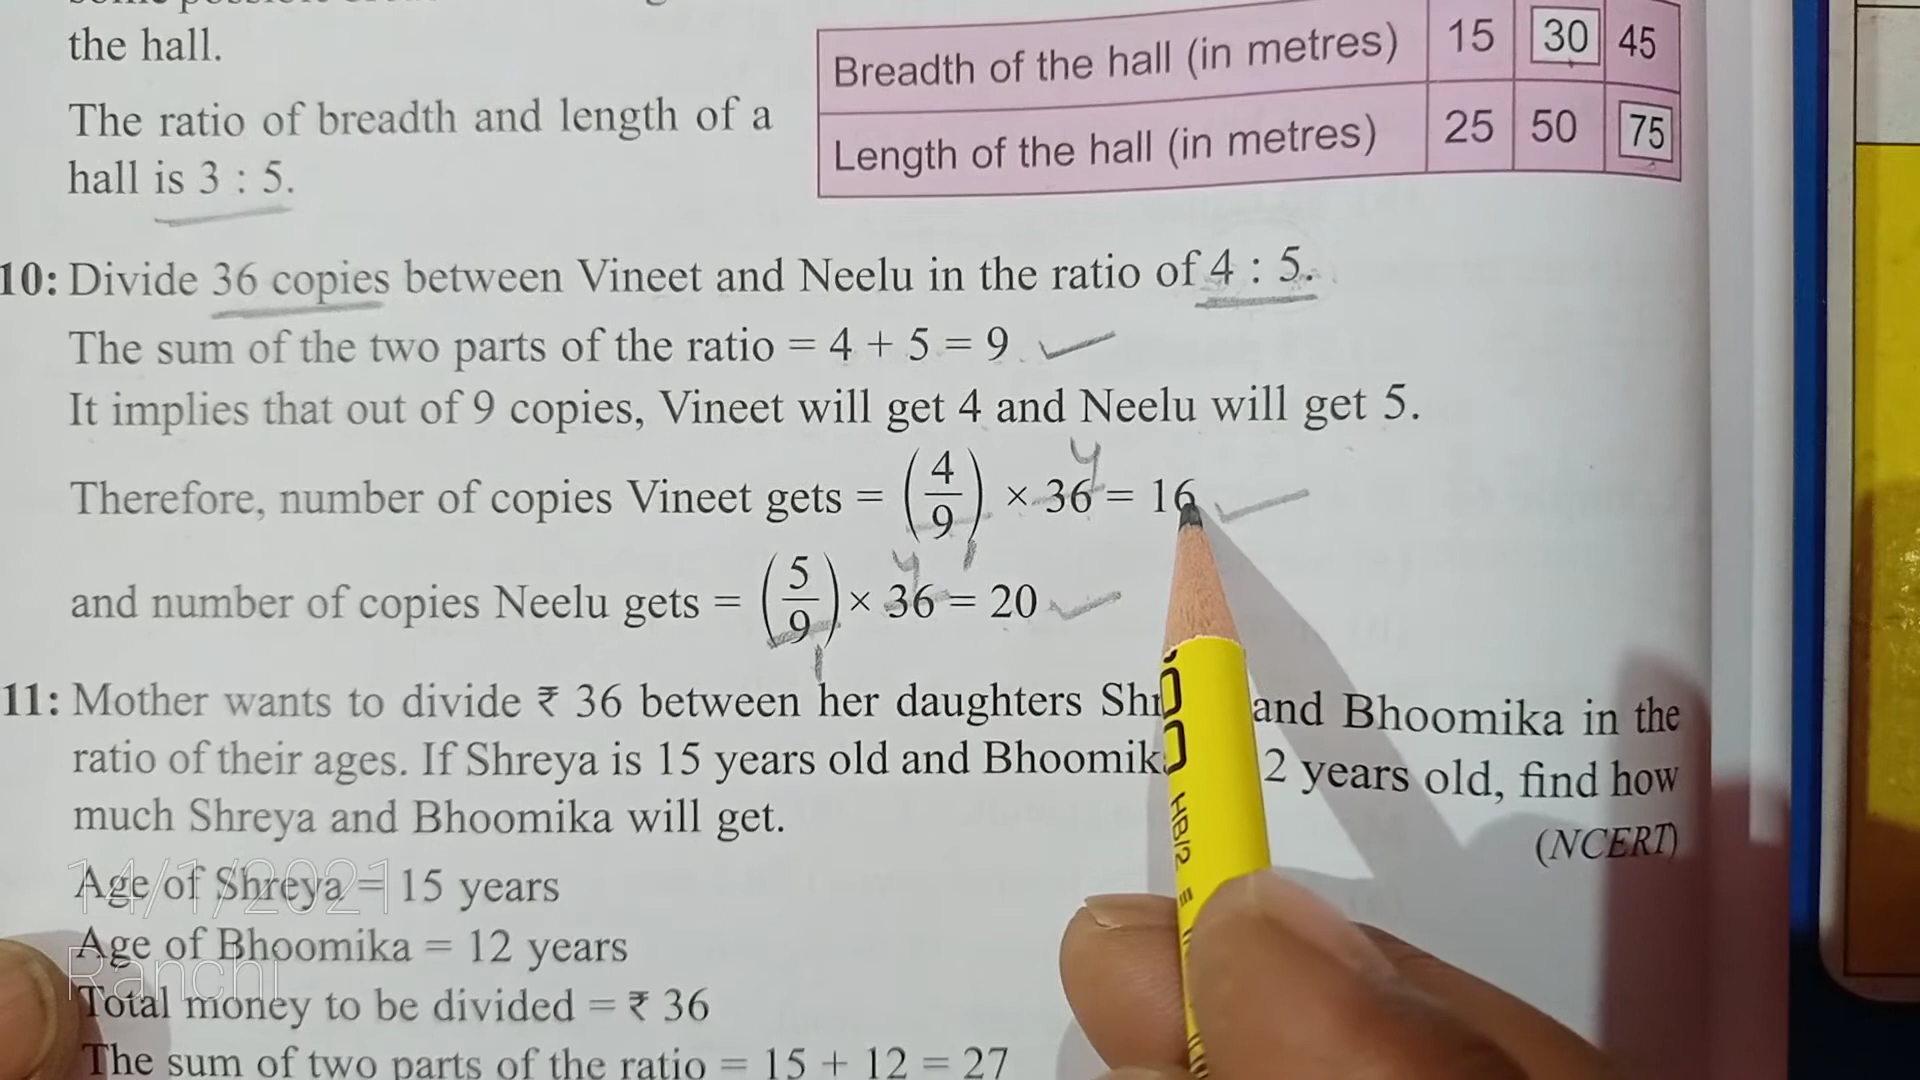 the hall.
The ratio of breadth and length of a
hall is 3 : 5.
Breadth of the hall (in metres) 15 30 45
Length of the hall (in metres) 25 50 75
10: Divide 36 copies between Vineet and Neelu in the ratio of 4 : 5.
The sum of the two parts of the ratio = 4 + 5 = 9
It implies that out of 9 copies, Vineet will get 4 and Neelu will get 5.
Therefore, number of copies Vineet gets = (4/9) × 36 = 16
4
1
and number of copies Neelu gets = (5/9) × 36 = 20
4
1
11: Mother wants to divide ₹ 36 between her daughters and Bhoomika in the
ratio of their ages. If Shreya is 15 years old and 2 years old, find how
much Shreya and Bhoomika will get.
(NCERT)
Age of Shreya = 15 years
Age of Bhoomika = 12 years
Total money to be divided = ₹ 36
The sum of two parts of the ratio = 15 + 12 = 27
HB/2
14/1/2021
Ranchi